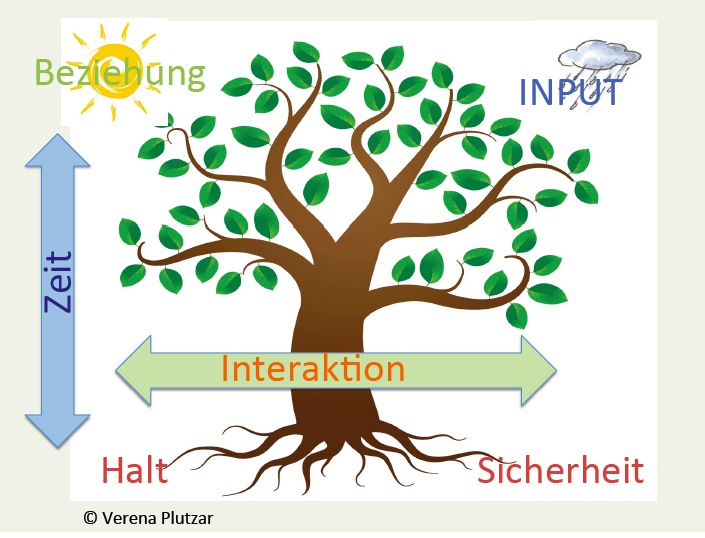 Beziehung
INPUT
Zeit
Interaktion
Halt
Sicherheit
© Verena Plutzar